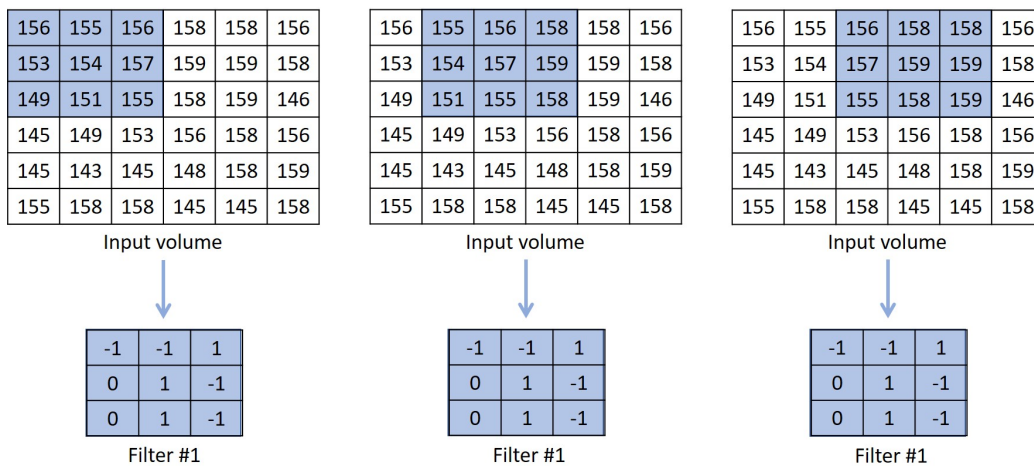 156 155 156 158 158 156 156 155 156 158 158 156 156 155 156 158 158 156
153 154 157 159 159 158 153 154 157 159 159 158 153 154 157 159 159 158
149 151 155 158 159 146 149 151 155 158 159 146 149 151 155 158 159 146
145 149 153 156 158 156 145 149 153 156 158 156 145 149 153 156 158 156
145 143 145 148 158 159 145 143 145 148 158 159 145 143 145 148 158 159
155 158 158 145 145 158 155 158 158 145 145 158 155 158 158 145 145 158
Input volume Input volume Input volume
-1 -1 1 -1 -1 1 -1 -1 1
0 1 -1 0 1 -1 0 1 -1
0 1 -1 0 1 -1 0 1 -1
Filter #1 Filter #1 Filter #1